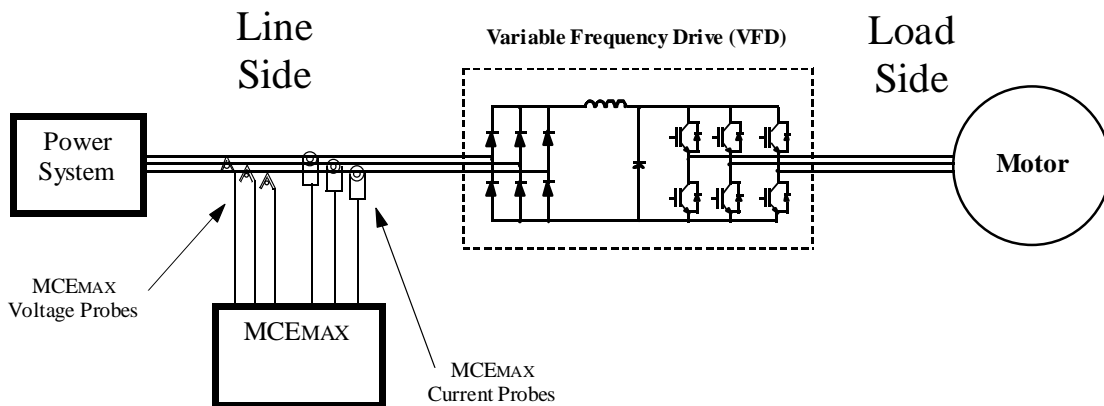 Line
Side
Variable Frequency Drive (VFD)
Load
Side
Power
System
Motor
MCEMAX
Voltage Probes
MCEMAX
MCEMAX
Current Probes